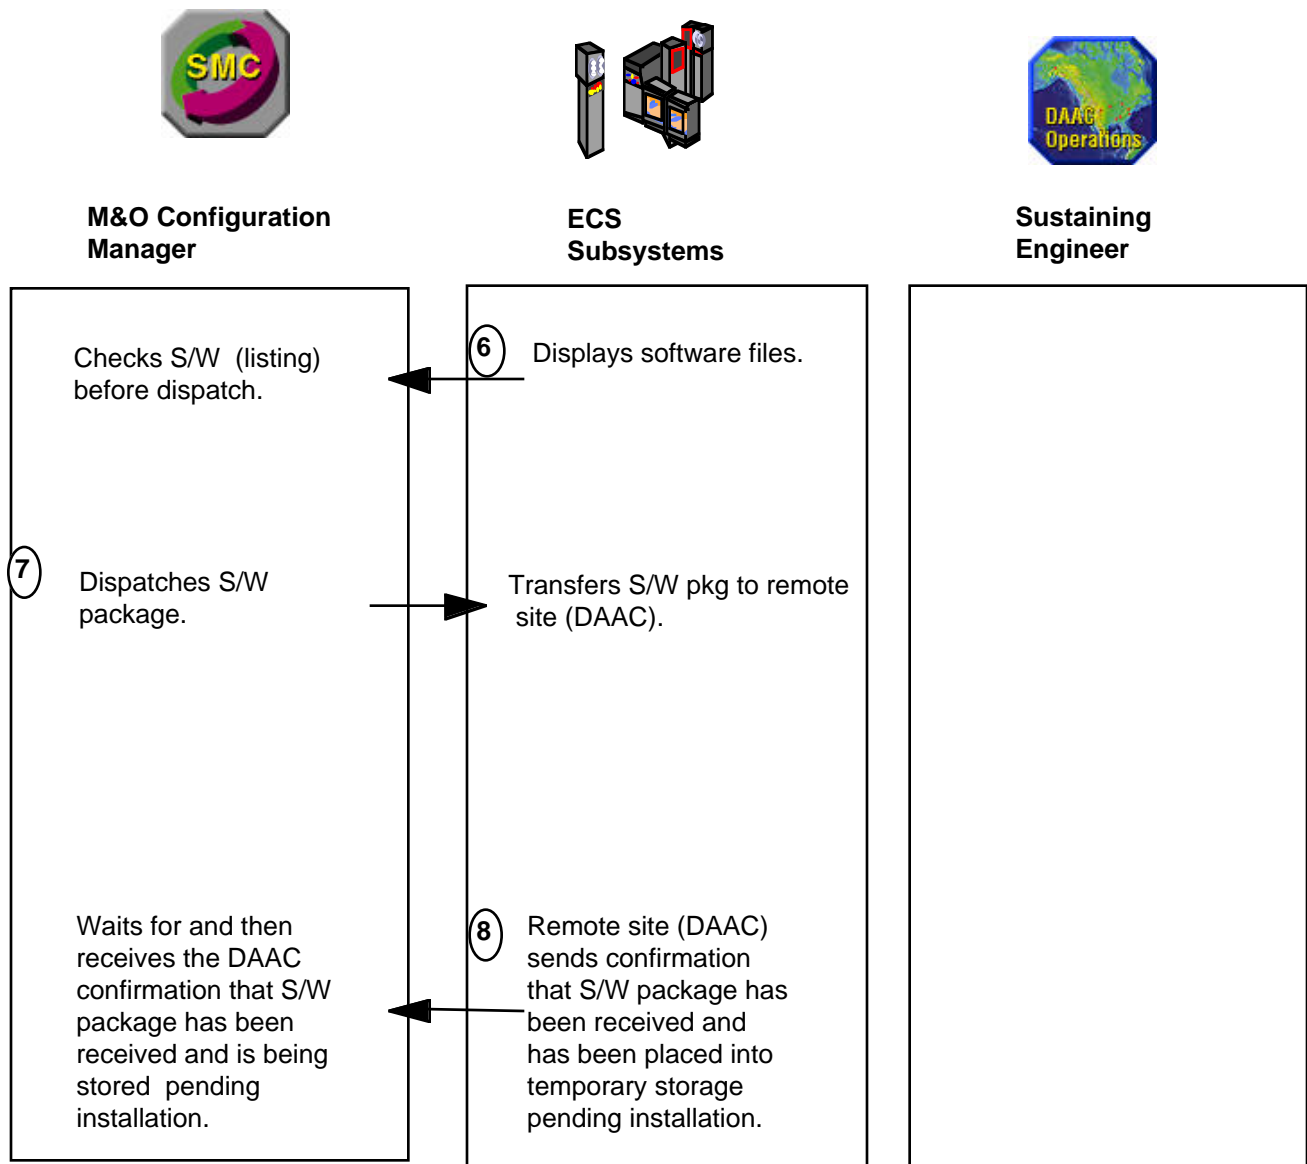 SMC
DAAC
Operations
M&O Configuration
Manager
ECS
Subsystems
Sustaining
Engineer
Checks S/W (listing)
before dispatch.
6
Displays software files.
7
Dispatches S/W
package.
Transfers S/W pkg to remote
site (DAAC).
Waits for and then
receives the DAAC
confirmation that S/W
package has been
received and is being
stored pending
installation.
8
Remote site (DAAC)
sends confirmation
that S/W package has
been received and
has been placed into
temporary storage
pending installation.